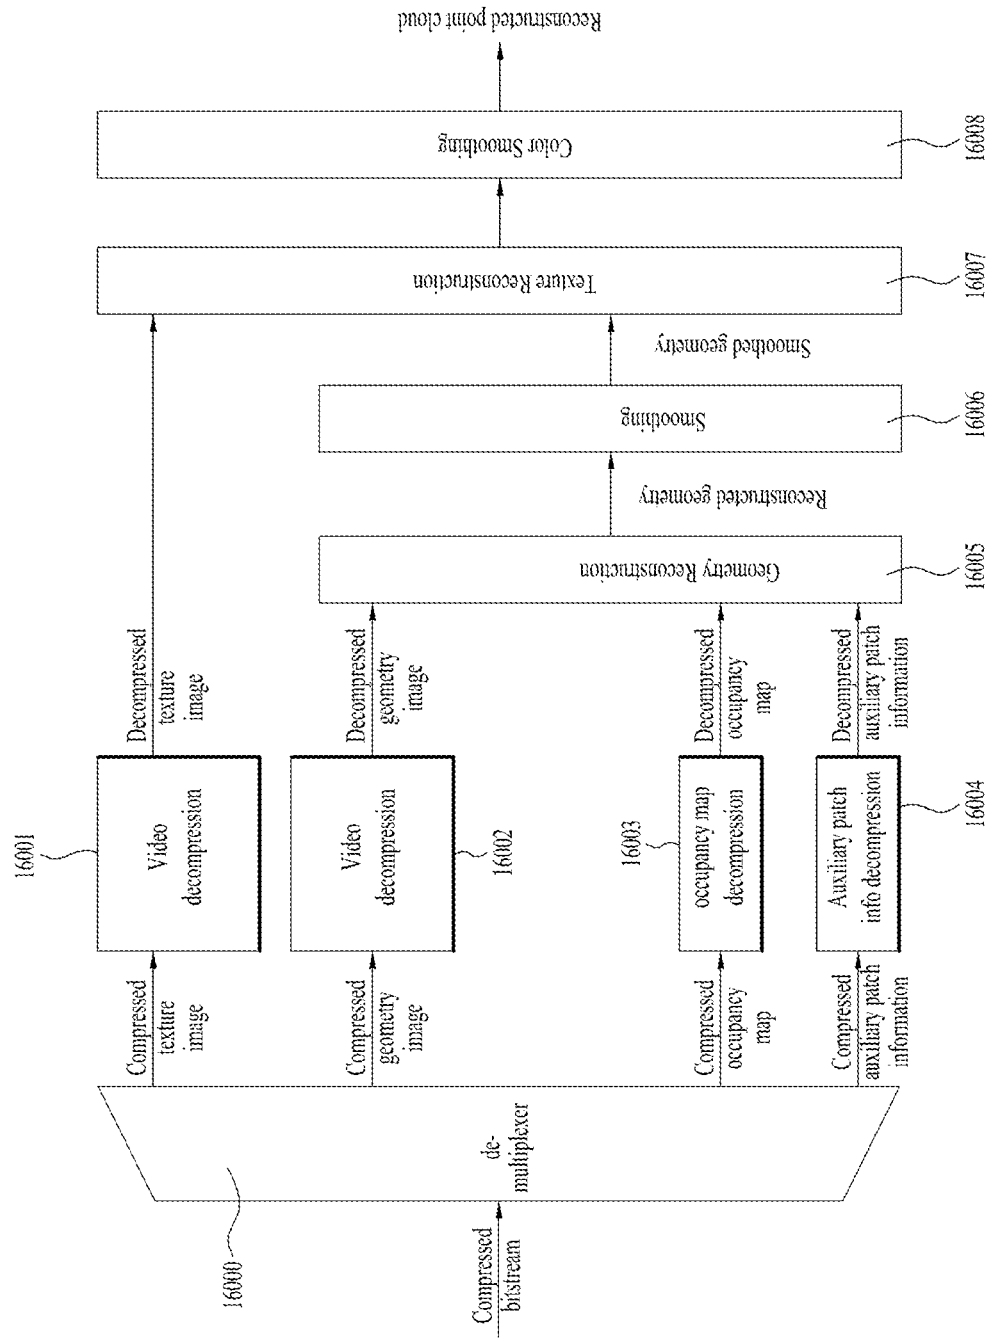 Compressed
bitstream
16000
de-
multiplexer
Compressed
texture
image
Compressed
geometry
image
Compressed
occupancy
map
Compressed
auxiliary patch
information
16001
Video
decompression
16002
Video
decompression
16003
occupancy map
decompression
16004
Auxiliary patch
info decompression
Decompressed
texture
image
Decompressed
geometry
image
Decompressed
occupancy
map
Decompressed
auxiliary patch
information
Geometry Reconstruction
16005
Reconstructed geometry
Smoothing
16006
Smoothed geometry
Texture Reconstruction
16007
Color Smoothing
16008
Reconstructed point cloud